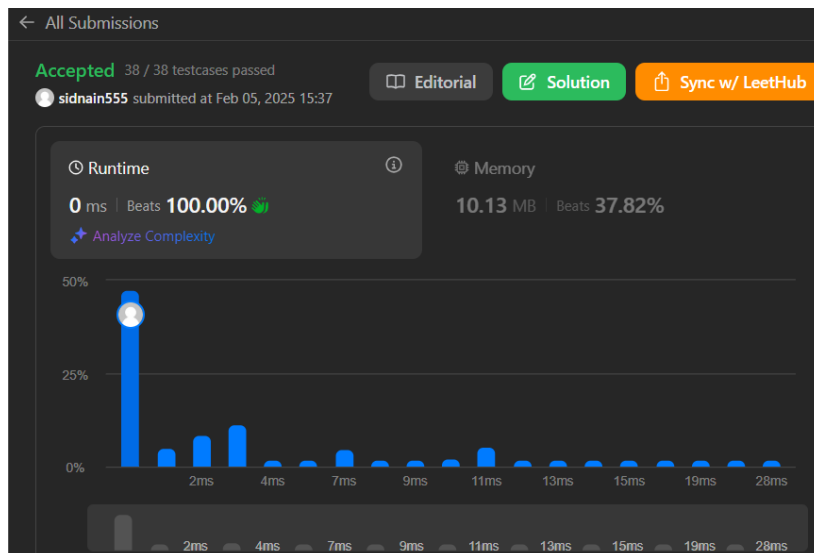 ← All Submissions
Accepted 38 / 38 testcases passed
sidnain555 submitted at Feb 05, 2025 15:37
Editorial
Solution
Sync w/ LeetHub
Runtime
0 ms | Beats 100.00%
Analyze Complexity
Memory
10.13 MB | Beats 37.82%
50%
25%
0%
2ms 4ms 7ms 9ms 11ms 13ms 15ms 19ms 28ms
2ms 4ms 7ms 9ms 11ms 13ms 15ms 19ms 28ms